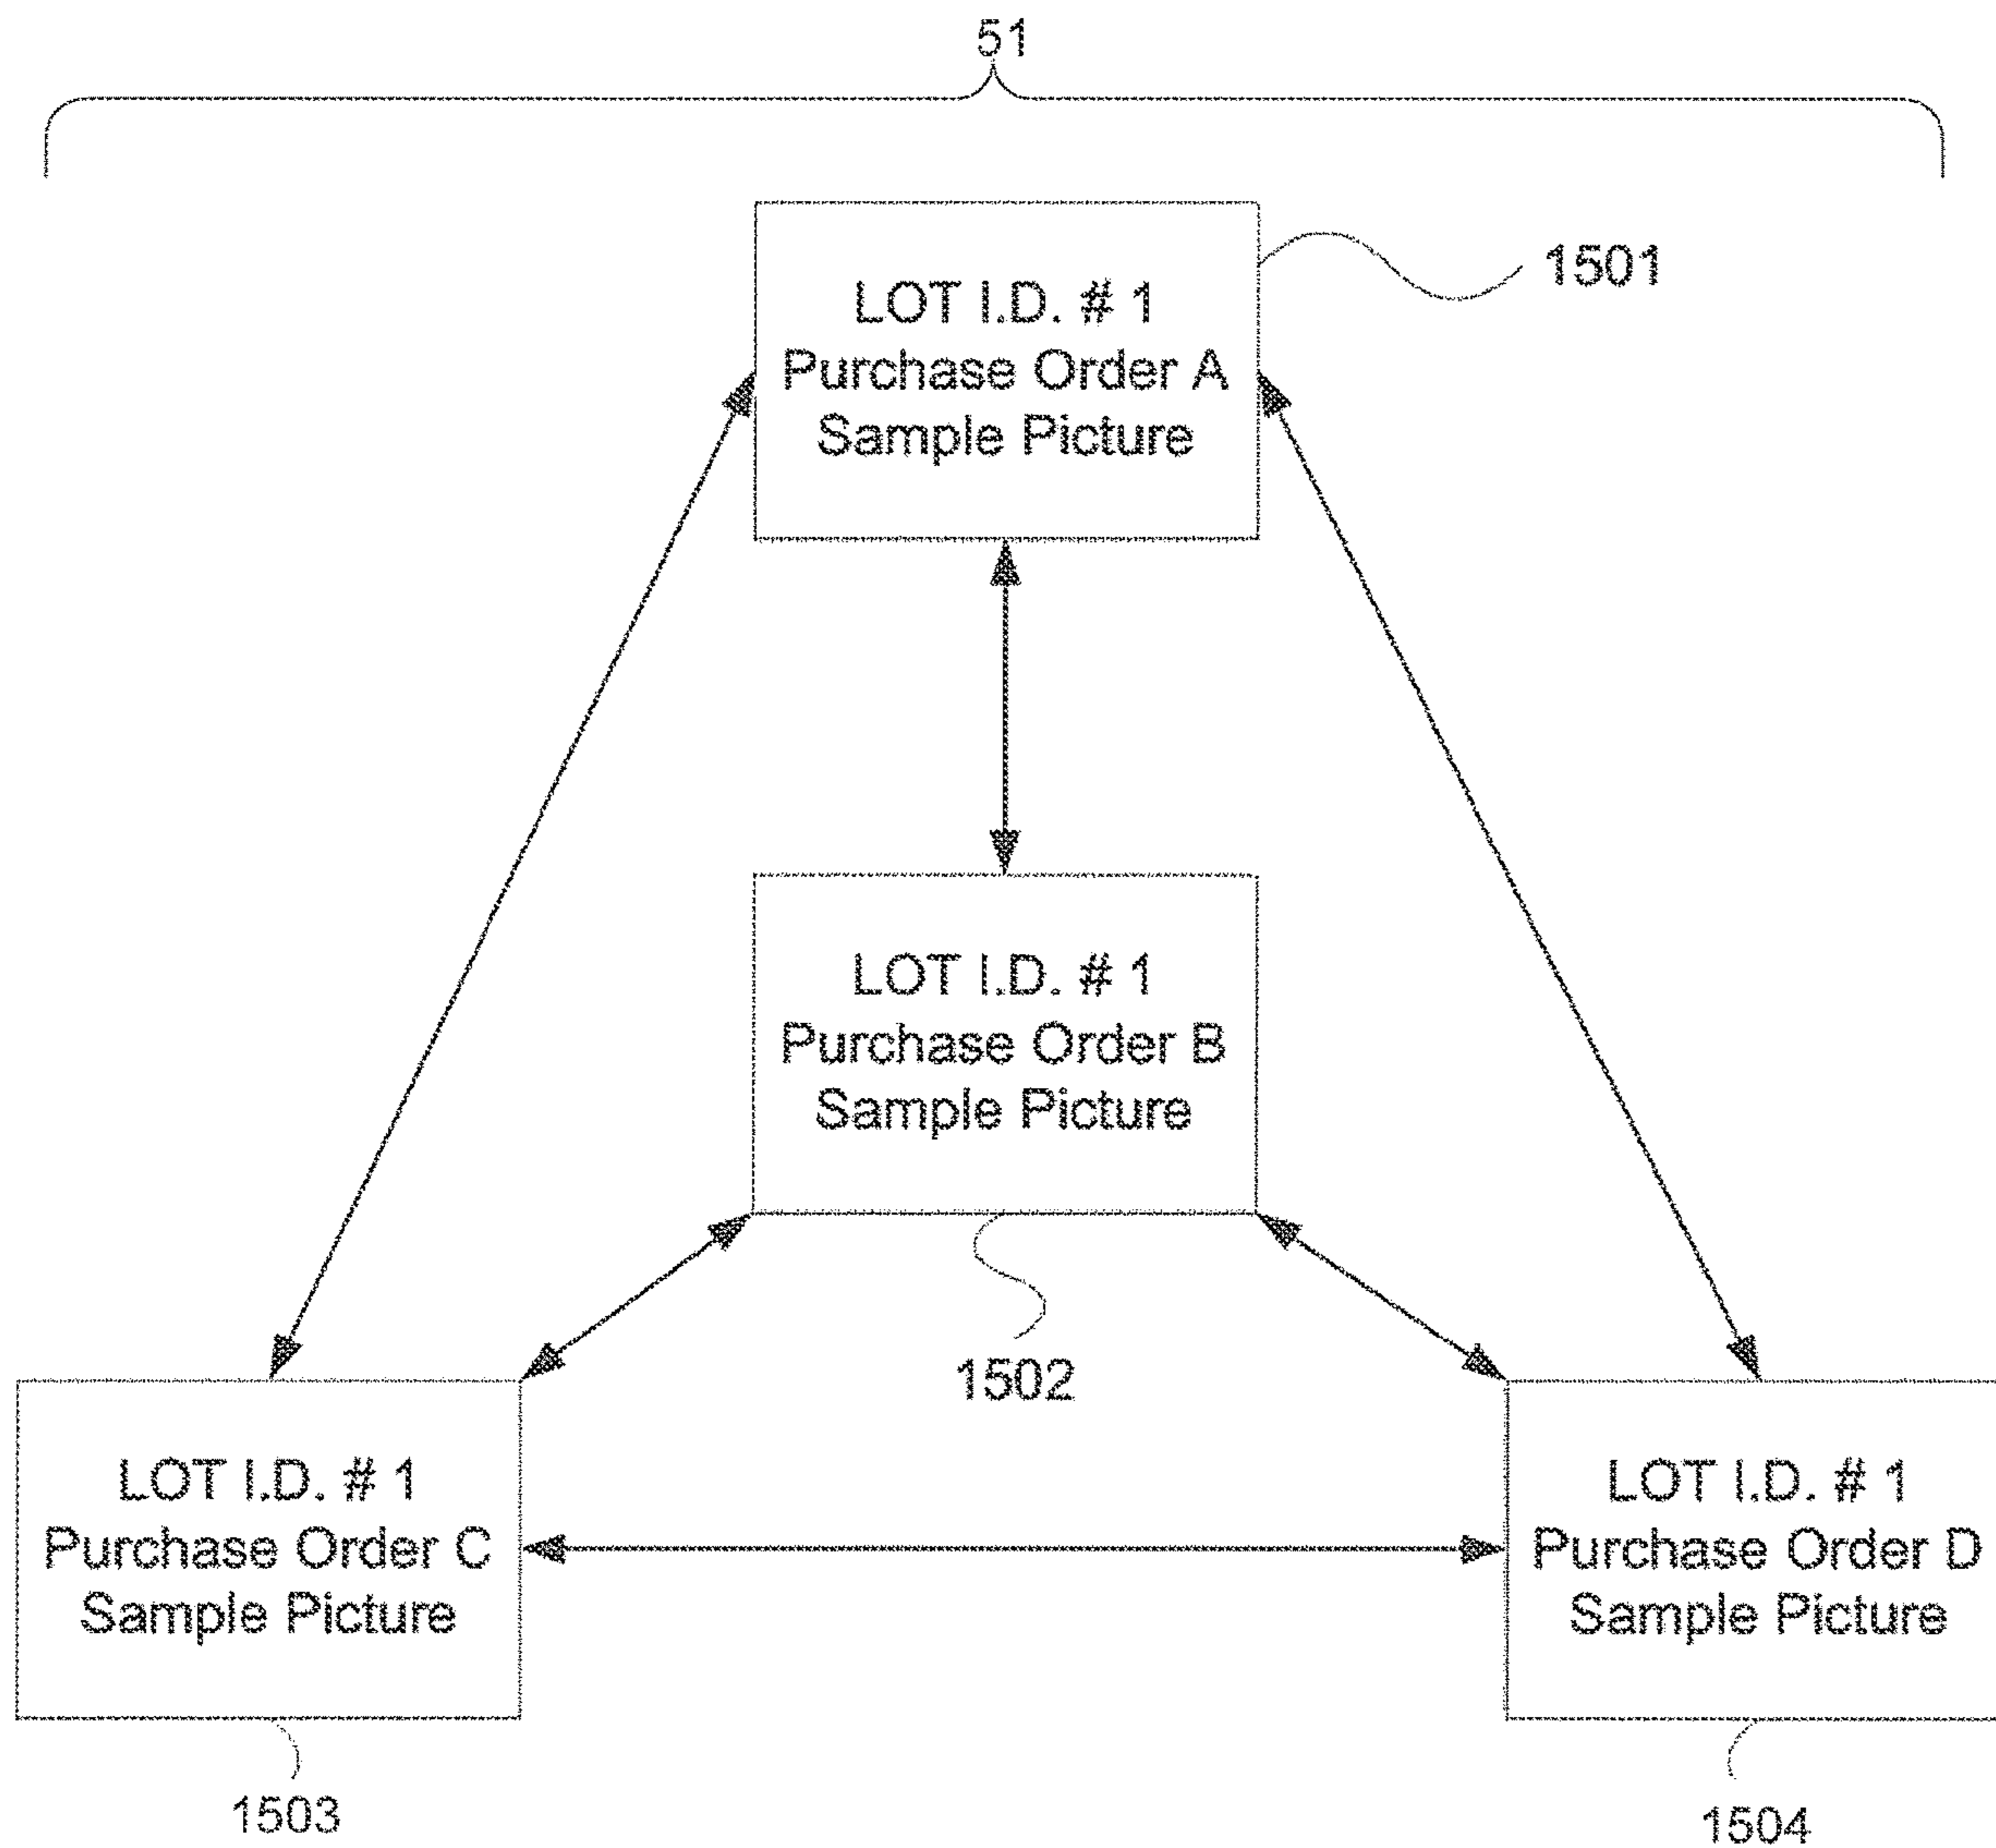 51
LOT I.D. # 1
Purchase Order A
Sample Picture
1501
LOT I.D. # 1
Purchase Order B
Sample Picture
1502
LOT I.D. # 1
Purchase Order C
Sample Picture
1503
LOT I.D. # 1
Purchase Order D
Sample Picture
1504